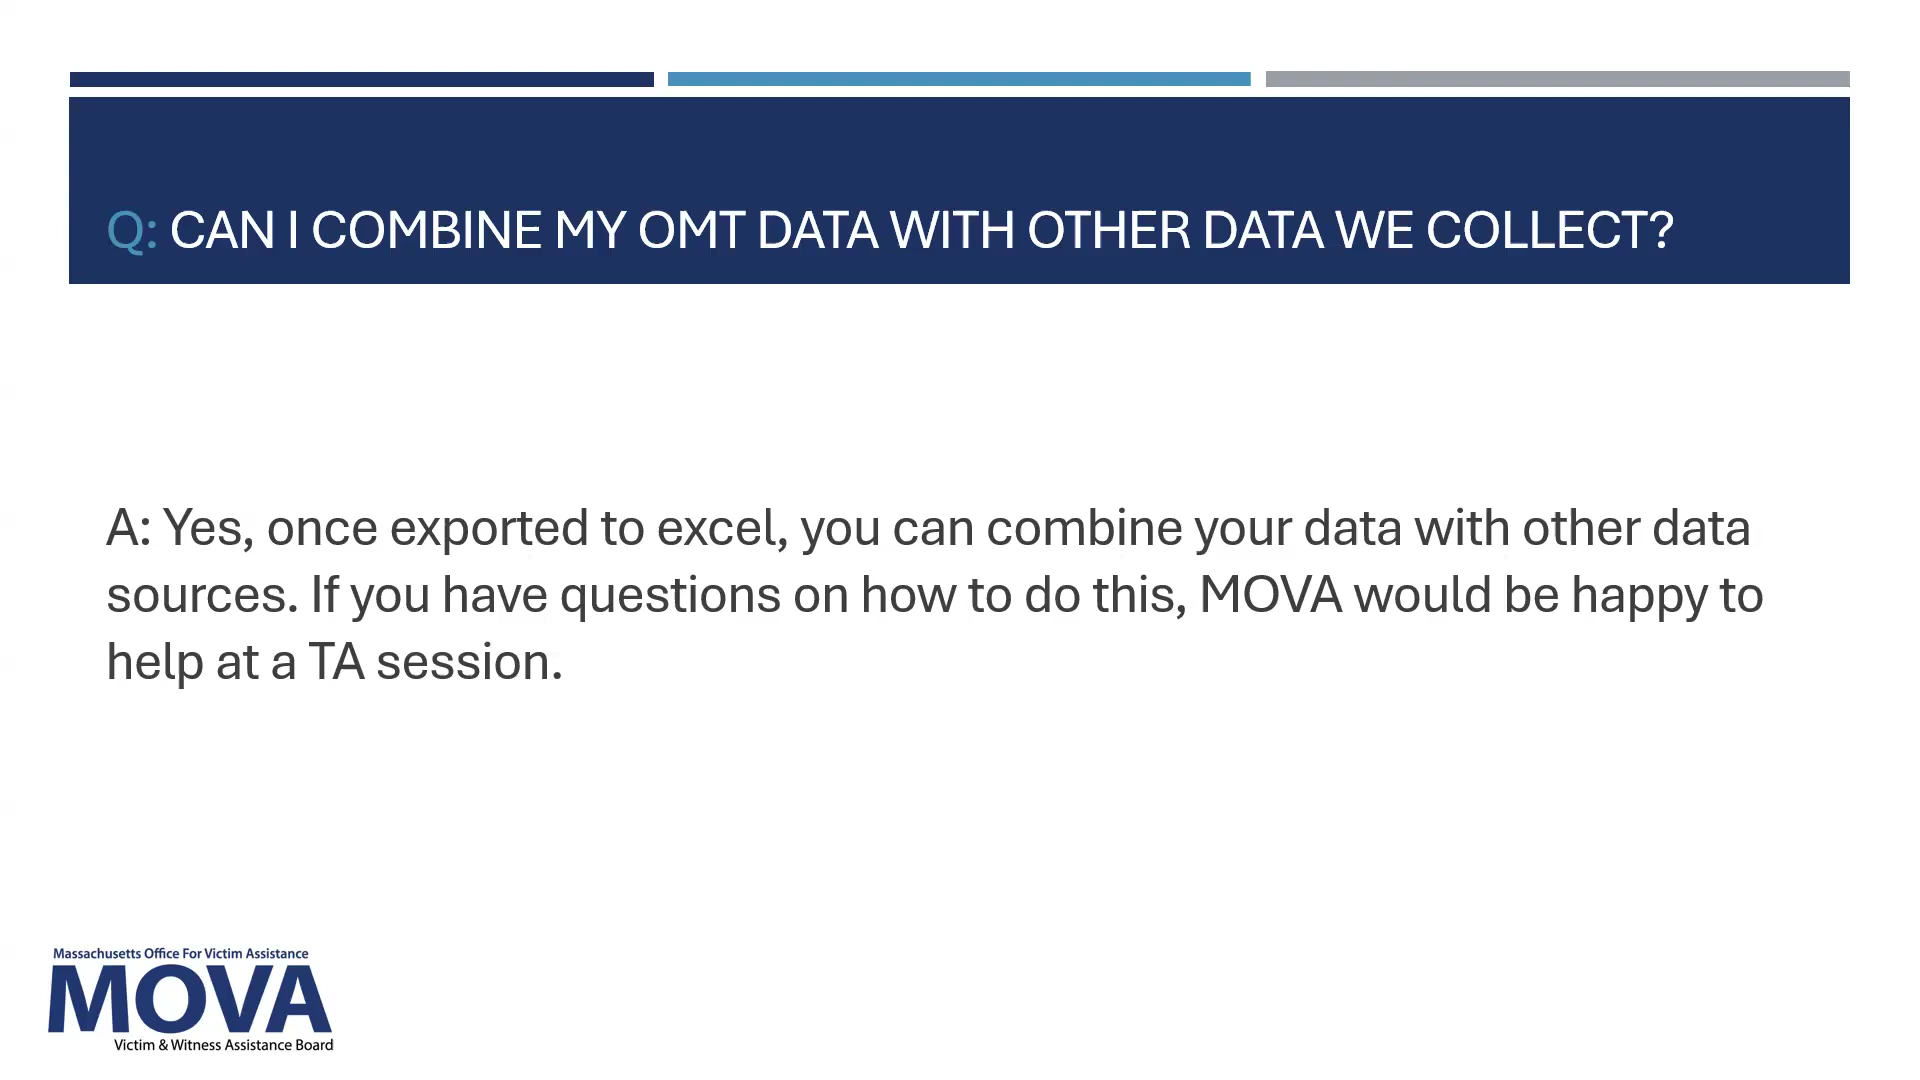 Q: CAN I COMBINE MY OMT DATA WITH OTHER DATA WE COLLECT?
A: Yes, once exported to excel, you can combine your data with other data
sources. If you have questions on how to do this, MOVA would be happy to
help at a TA session.
Massachusetts Office For Victim Assistance
MOVA
Victim & Witness Assistance Board